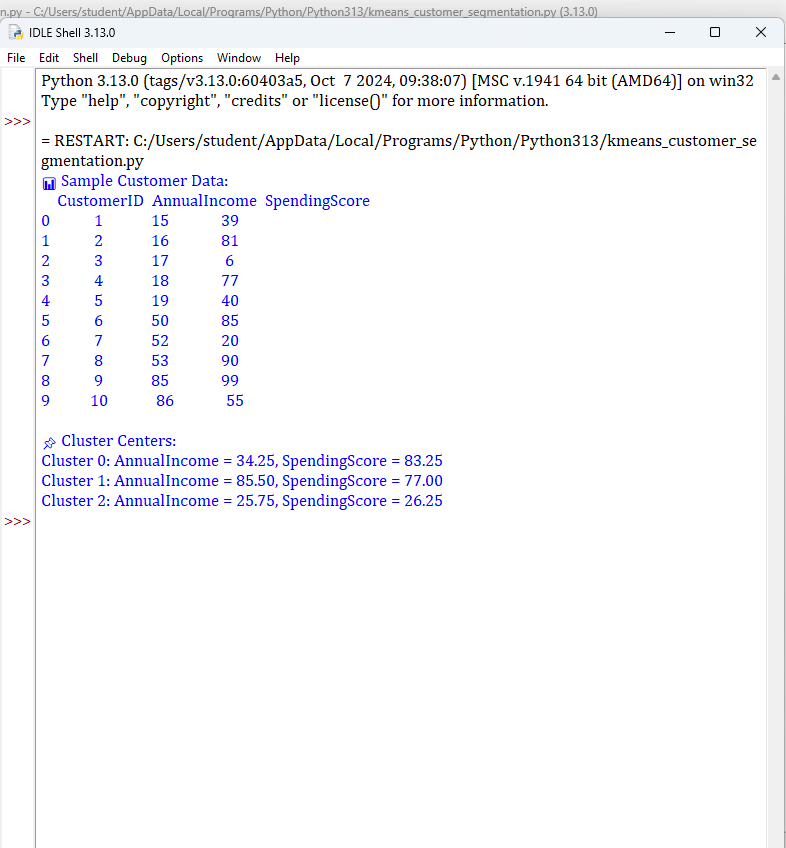 n.py - C:/Users/student/AppData/Local/Programs/Python/Python313/kmeans_customer_segmentation.py (3.13.0)
IDLE Shell 3.13.0
File Edit Shell Debug Options Window Help
Python 3.13.0 (tags/v3.13.0:60403a5, Oct  7 2024, 09:38:07) [MSC v.1941 64 bit (AMD64)] on win32
Type "help", "copyright", "credits" or "license()" for more information.
>>>
= RESTART: C:/Users/student/AppData/Local/Programs/Python/Python313/kmeans_customer_se
gmentation.py
📊 Sample Customer Data:
CustomerID AnnualIncome SpendingScore
0 1 15 39
1 2 16 81
2 3 17 6
3 4 18 77
4 5 19 40
5 6 50 85
6 7 52 20
7 8 53 90
8 9 85 99
9 10 86 55
📌 Cluster Centers:
Cluster 0: AnnualIncome = 34.25, SpendingScore = 83.25
Cluster 1: AnnualIncome = 85.50, SpendingScore = 77.00
Cluster 2: AnnualIncome = 25.75, SpendingScore = 26.25
>>>